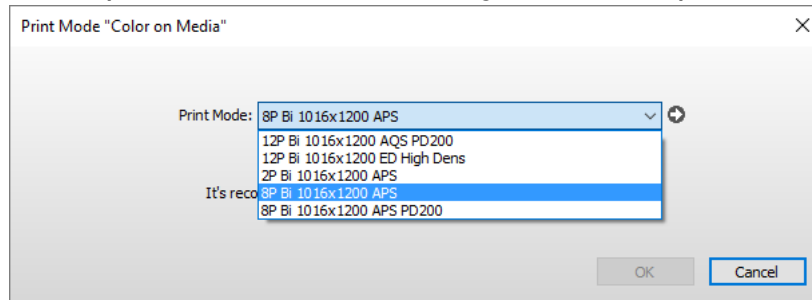 Print Mode "Color on Media"
Print Mode: 8P Bi 1016x1200 APS
12P Bi 1016x1200 AQS PD200
12P Bi 1016x1200 ED High Dens
2P Bi 1016x1200 APS
It's reco 8P Bi 1016x1200 APS
8P Bi 1016x1200 APS PD200
OK Cancel